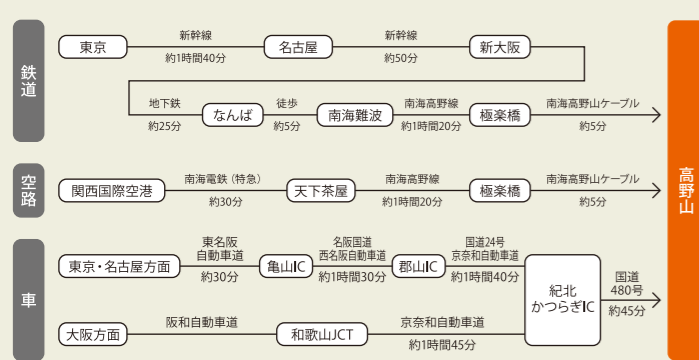 鉄道
東京
新幹線
約1時間40分
名古屋
新幹線
約50分
新大阪
地下鉄
約25分
なんば
徒歩
約5分
南海難波
南海高野線
約1時間20分
極楽橋
南海高野山ケーブル
約5分
空路
関西国際空港
南海電鉄（特急）
約30分
天下茶屋
南海高野線
約1時間20分
極楽橋
南海高野山ケーブル
約5分
車
東京・名古屋方面
東名阪
自動車道
約30分
亀山IC
名阪国道
西名阪自動車道
約1時間30分
郡山IC
国道24号
京奈和自動車道
約1時間40分
大阪方面
阪和自動車道
和歌山JCT
京奈和自動車道
約1時間45分
紀北
かつらぎIC
国道
480号
約45分
高野山